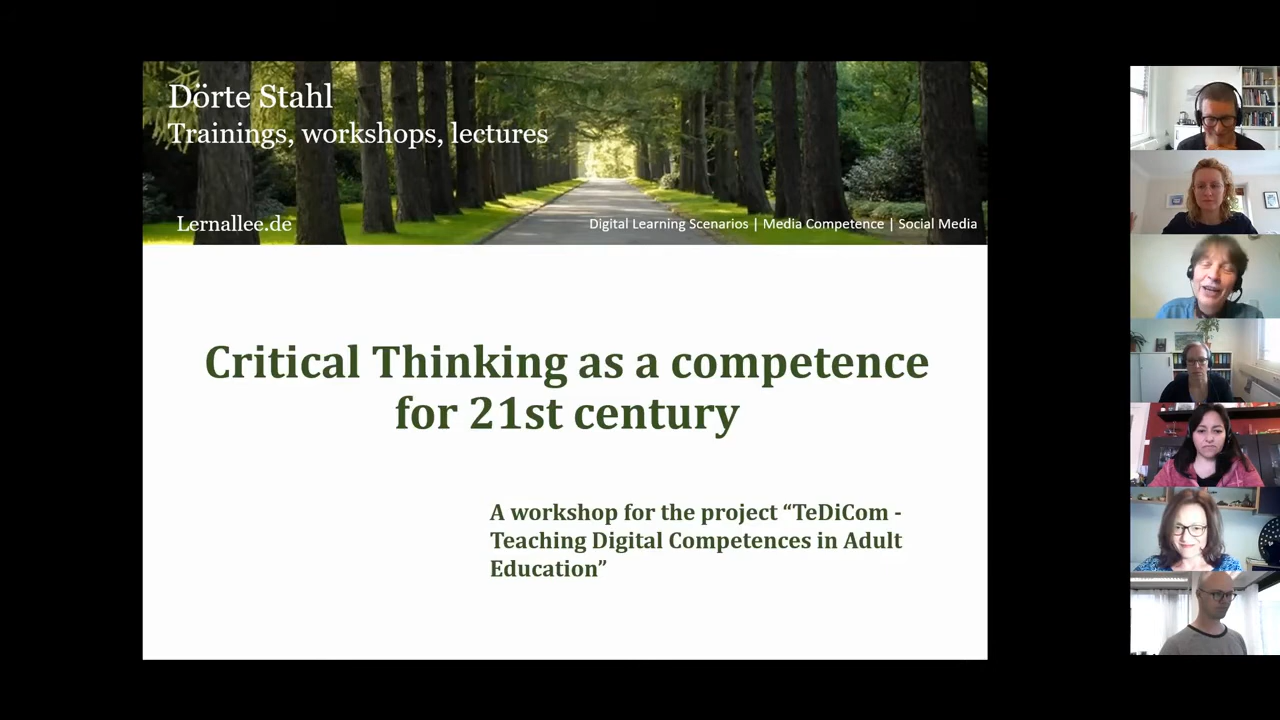 Dörte Stahl
Trainings, workshops, lectures
Lernallee.de
Digital Learning Scenarios | Media Competence | Social Media
Critical Thinking as a competence
for 21st century
A workshop for the project “TeDiCom -
Teaching Digital Competences in Adult
Education”